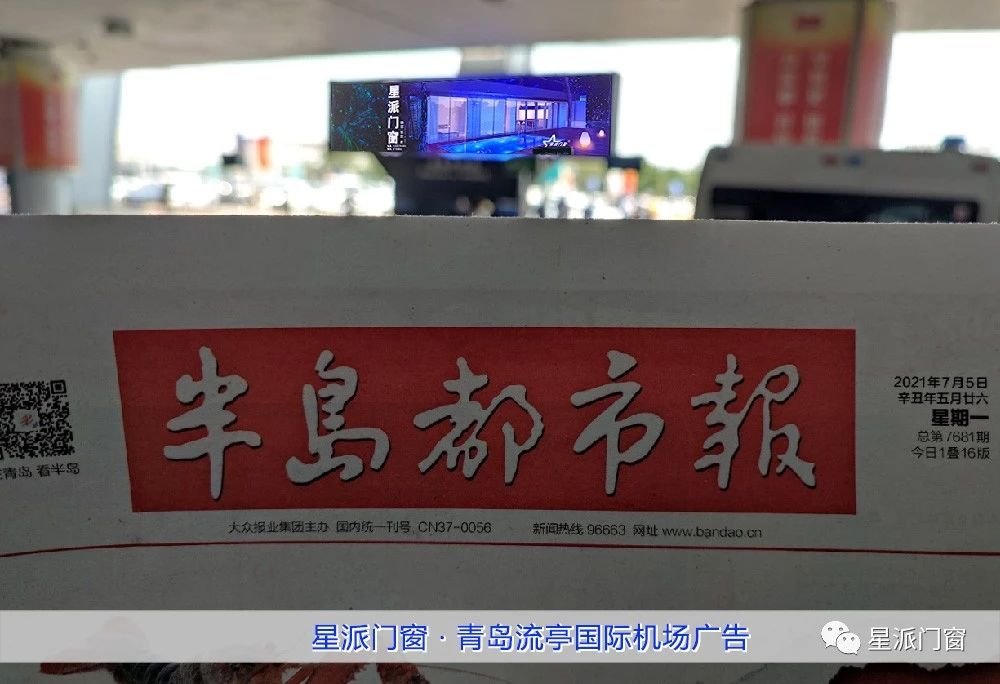 星派门窗
半島都市報
2021年7月5日
辛丑年五月廿六
星期一
总第7681期
今日1叠16版
青岛 看半岛
大众报业集团主办 国内统一刊号 CN37-0056 新闻热线 96663 网址 www.bandao.cn
星派门窗·青岛流亭国际机场广告
星派门窗